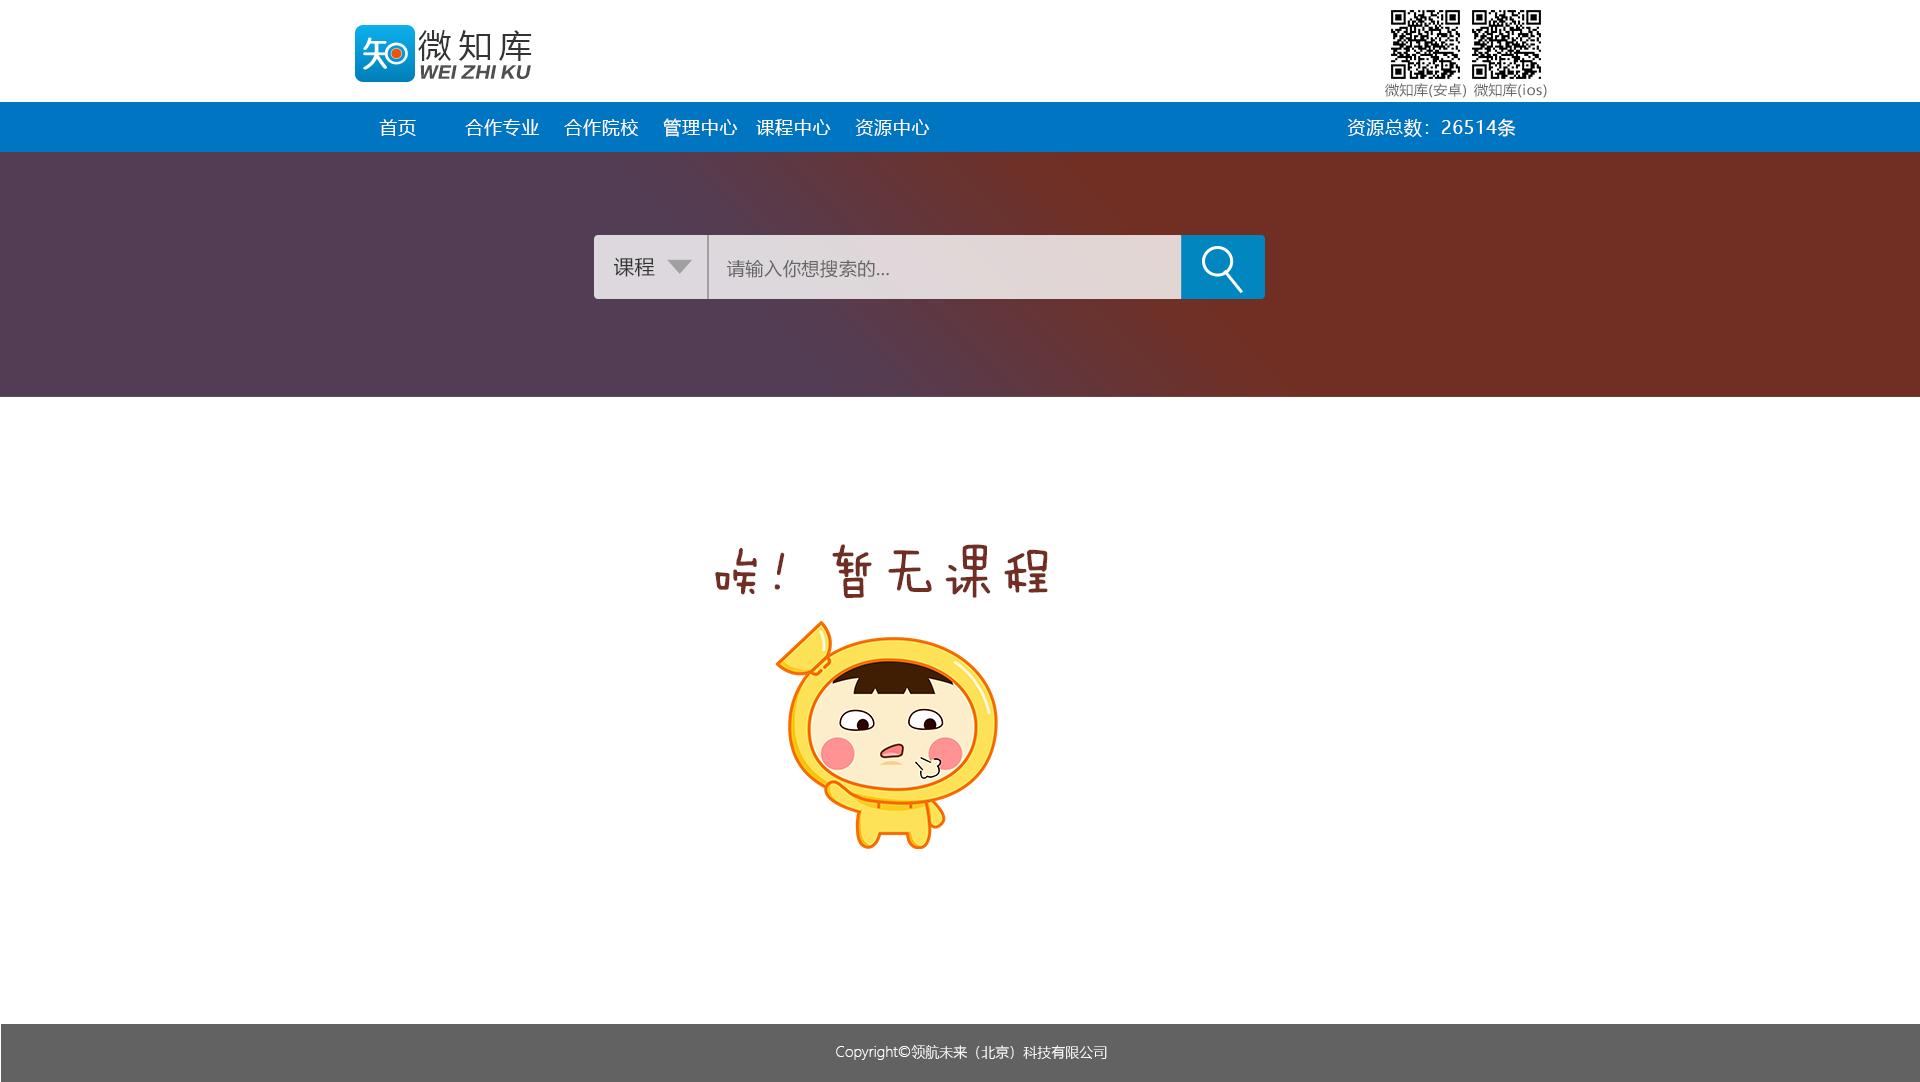 知 微知库
WEI ZHI KU
微知库(安卓) 微知库(ios)
首页 合作专业 合作院校 管理中心 课程中心 资源中心 资源总数：26514条
课程 请输入你想搜索的...
唉！暂无课程
Copyright©领航未来（北京）科技有限公司